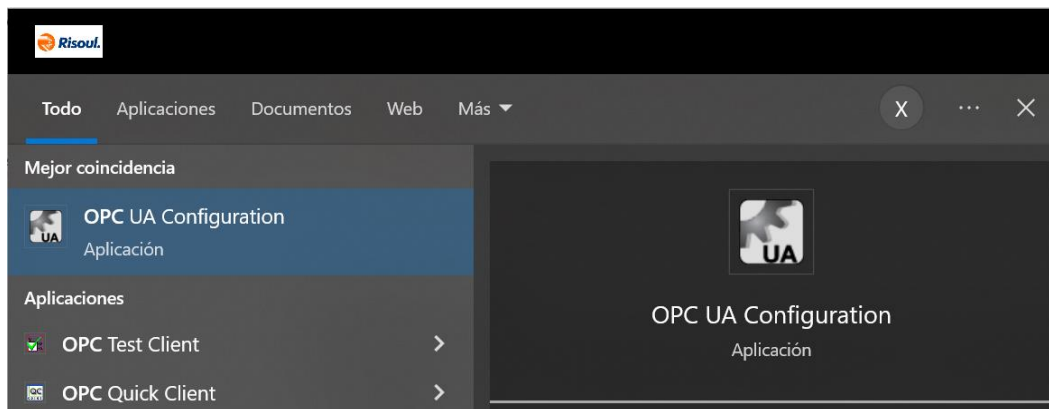 Risoul.
Todo Aplicaciones Documentos Web Más X ...
Mejor coincidencia
UA
OPC UA Configuration
Aplicación
Aplicaciones
OPC Test Client
OPC Quick Client
UA
OPC UA Configuration
Aplicación